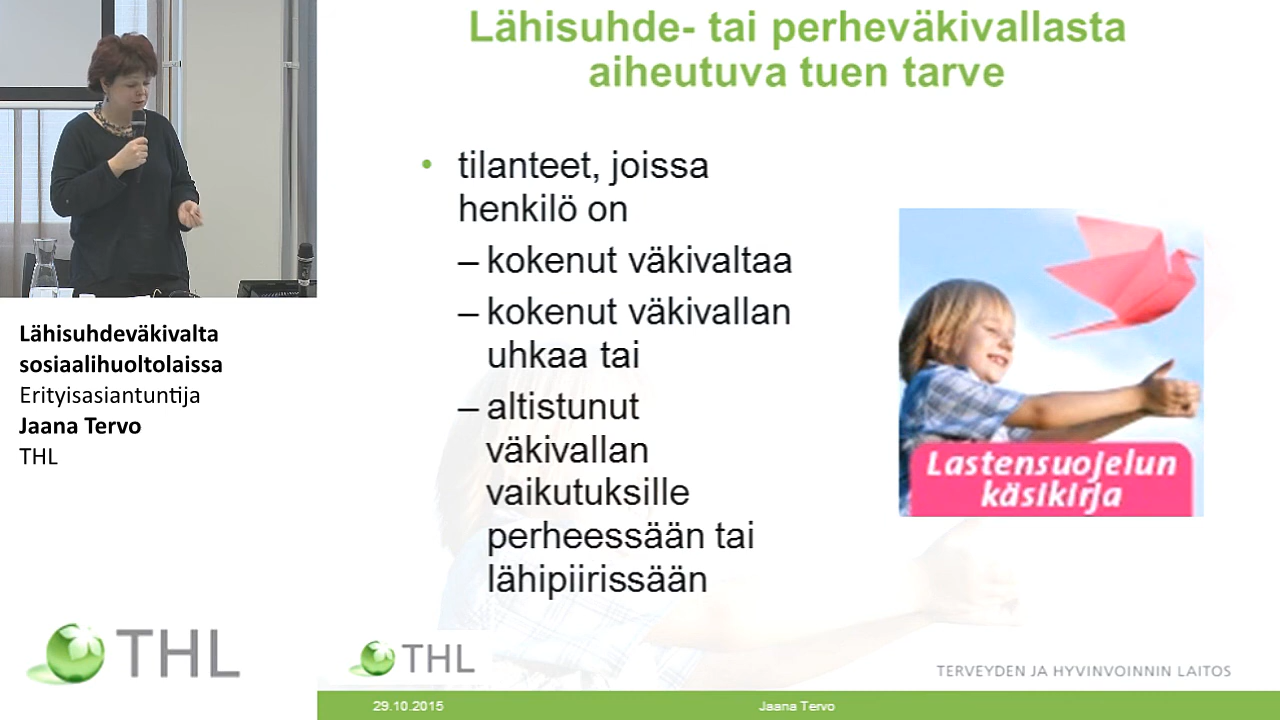 Lähisuhde- tai perheväkivallasta
aiheutuva tuen tarve
• tilanteet, joissa
henkilö on
– kokenut väkivaltaa
– kokenut väkivallan
uhkaa tai
– altistunut
väkivallan
vaikutuksille
perheessään tai
lähipiirissään
Lastensuojelun
käsikirja
Lähisuhdeväkivalta
sosiaalihuoltolaissa
Erityisasiantuntija
Jaana Tervo
THL
THL
THL
TERVEYDEN JA HYVINVOINNIN LAITOS
29.10.2015
Jaana Tervo